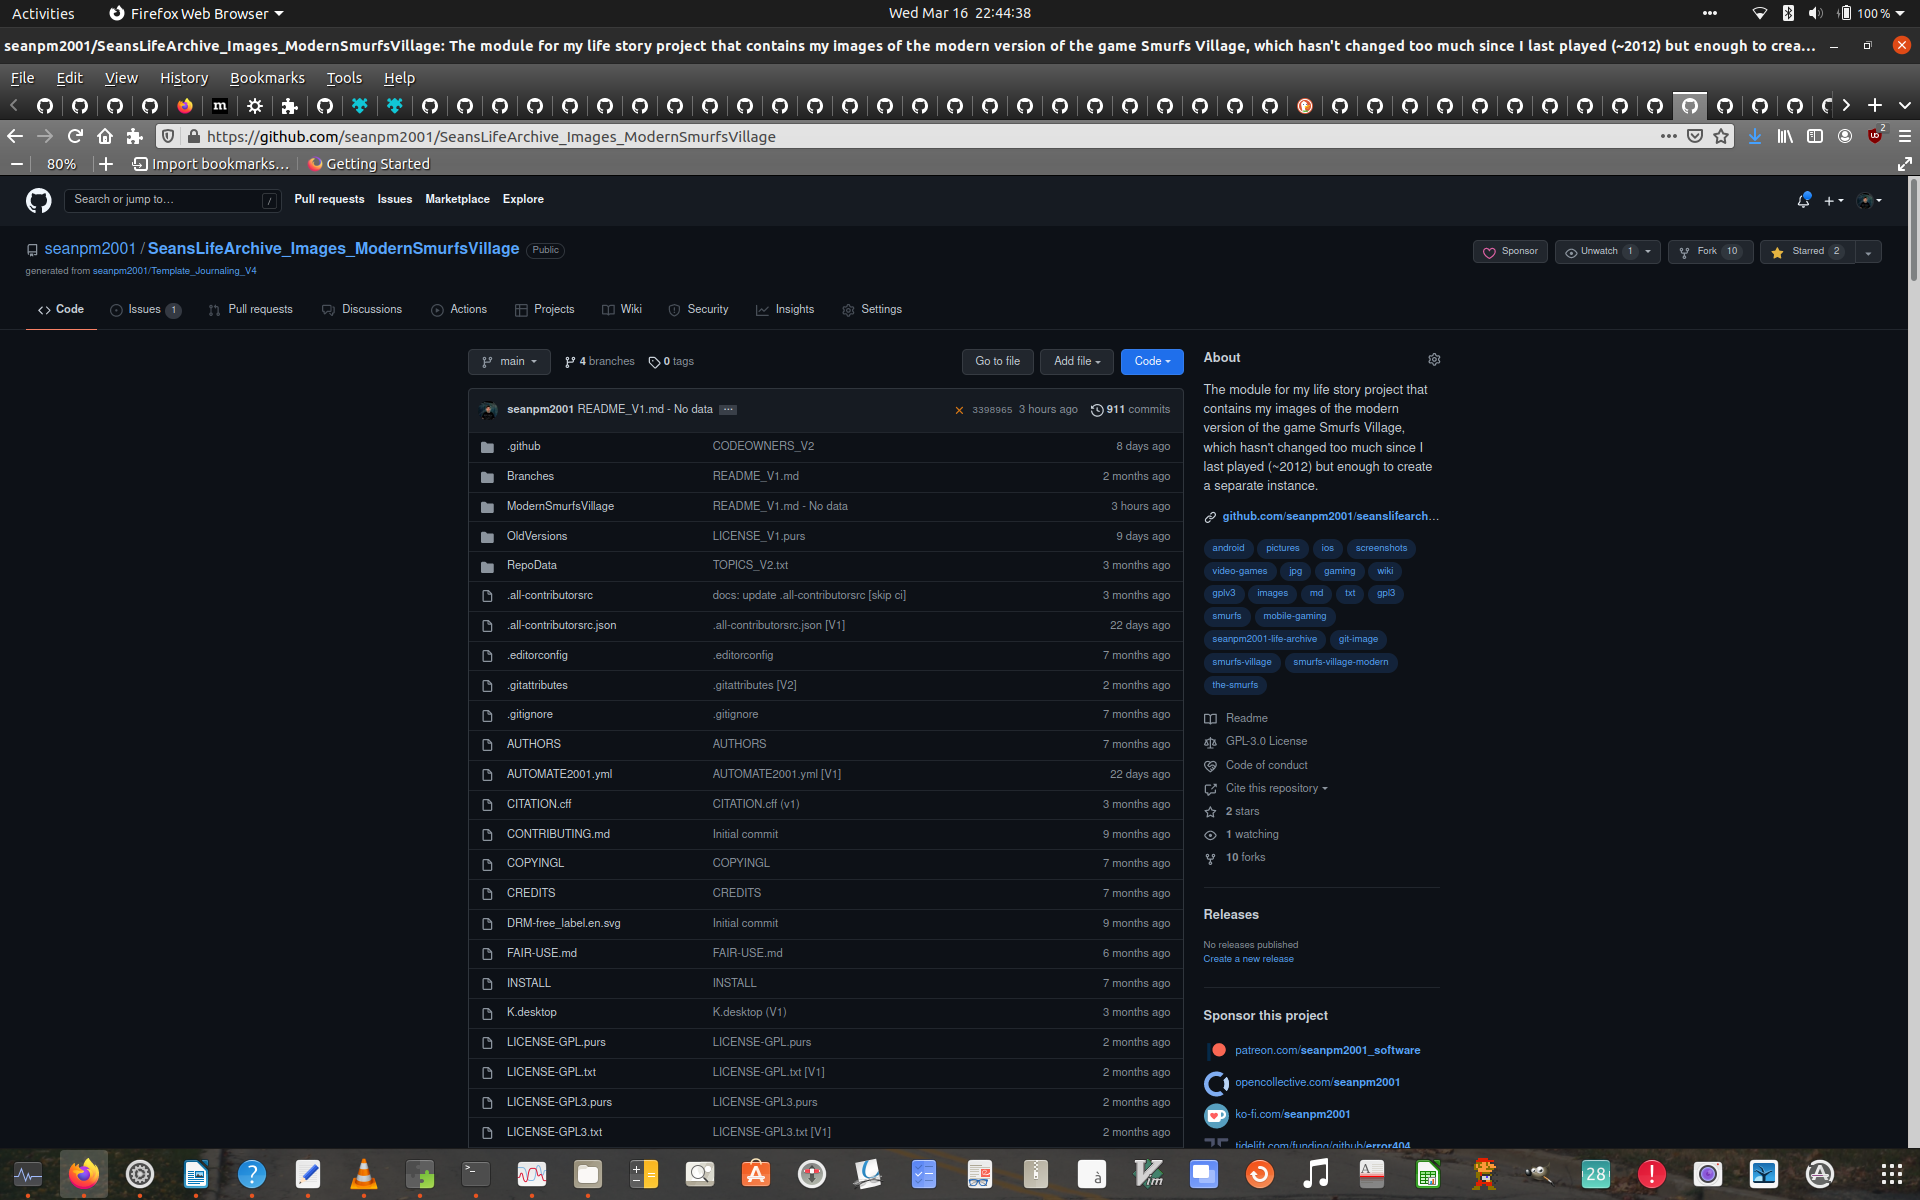 Activities
Firefox Web Browser
Wed Mar 16 22:44:38
100 %
seanpm2001/SeansLifeArchive_Images_ModernSmurfsVillage: The module for my life story project that contains my images of the modern version of the game Smurfs Village, which hasn't changed too much since I last played (~2012) but enough to crea…
File Edit View History Bookmarks Tools Help
https://github.com/seanpm2001/SeansLifeArchive_Images_ModernSmurfsVillage
2
80%
Import bookmarks…
Getting Started
Search or jump to…
/
Pull requests Issues Marketplace Explore
seanpm2001 / SeansLifeArchive_Images_ModernSmurfsVillage Public
generated from seanpm2001/Template_Journaling_V4
Sponsor
Unwatch 1
Fork 10
Starred 2
Code
Issues 1
Pull requests
Discussions
Actions
Projects
Wiki
Security
Insights
Settings
main
4 branches
0 tags
Go to file
Add file
Code
seanpm2001 README_V1.md - No data
3398965 3 hours ago
911 commits
.github CODEOWNERS_V2 8 days ago
Branches README_V1.md 2 months ago
ModernSmurfsVillage README_V1.md - No data 3 hours ago
OldVersions LICENSE_V1.purs 9 days ago
RepoData TOPICS_V2.txt 3 months ago
.all-contributorsrc docs: update .all-contributorsrc [skip ci] 3 months ago
.all-contributorsrc.json .all-contributorsrc.json [V1] 22 days ago
.editorconfig .editorconfig 7 months ago
.gitattributes .gitattributes [V2] 2 months ago
.gitignore .gitignore 7 months ago
AUTHORS AUTHORS 7 months ago
AUTOMATE2001.yml AUTOMATE2001.yml [V1] 22 days ago
CITATION.cff CITATION.cff (v1) 3 months ago
CONTRIBUTING.md Initial commit 9 months ago
COPYINGL COPYINGL 7 months ago
CREDITS CREDITS 7 months ago
DRM-free_label.en.svg Initial commit 9 months ago
FAIR-USE.md FAIR-USE.md 6 months ago
INSTALL INSTALL 7 months ago
K.desktop K.desktop (V1) 3 months ago
LICENSE-GPL.purs LICENSE-GPL.purs 2 months ago
LICENSE-GPL.txt LICENSE-GPL.txt [V1] 2 months ago
LICENSE-GPL3.purs LICENSE-GPL3.purs 2 months ago
LICENSE-GPL3.txt LICENSE-GPL3.txt [V1] 2 months ago
About
The module for my life story project that
contains my images of the modern
version of the game Smurfs Village,
which hasn't changed too much since I
last played (~2012) but enough to create
a separate instance.
github.com/seanpm2001/seanslifearch…
android pictures ios screenshots
video-games jpg gaming wiki
gplv3 images md txt gpl3
smurfs mobile-gaming
seanpm2001-life-archive git-image
smurfs-village smurfs-village-modern
the-smurfs
Readme
GPL-3.0 License
Code of conduct
Cite this repository
2 stars
1 watching
10 forks
Releases
No releases published
Create a new release
Sponsor this project
patreon.com/seanpm2001_software
opencollective.com/seanpm2001
ko-fi.com/seanpm2001
tidelift.com/funding/github/error404
28